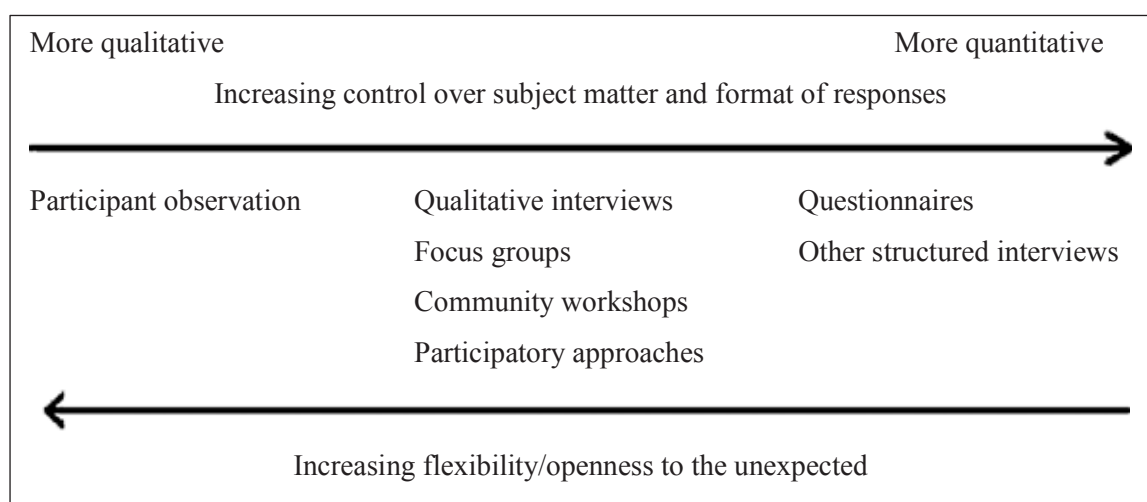 More qualitative More quantitative
Increasing control over subject matter and format of responses
Participant observation Qualitative interviews Questionnaires
Focus groups Other structured interviews
Community workshops
Participatory approaches
Increasing flexibility/openness to the unexpected